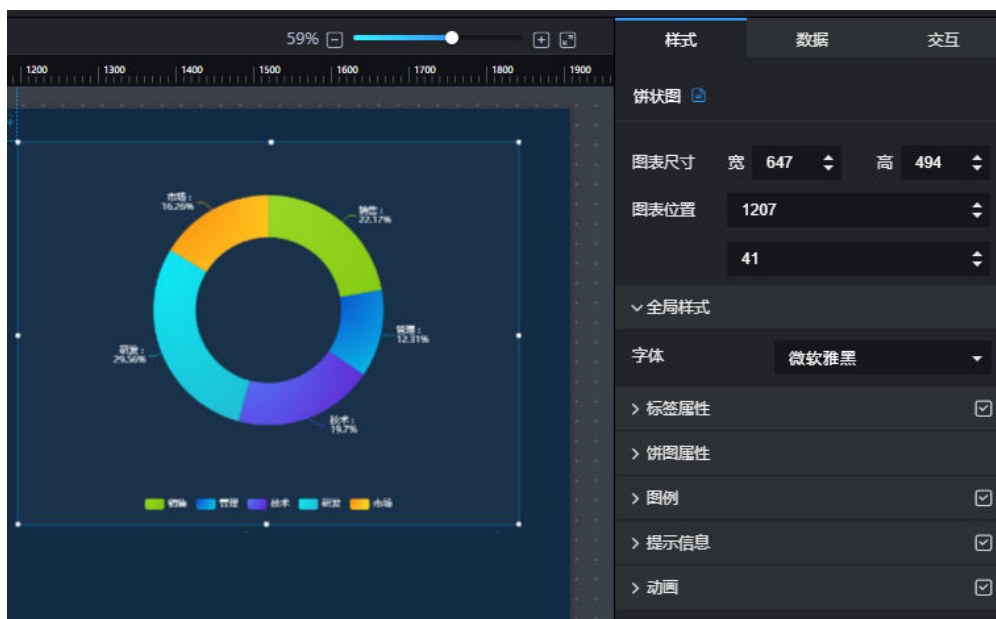 59%
样式 数据 交互
1200 1300 1400 1500 1600 1700 1800 1900
饼状图
图表尺寸 宽 647 高 494
图表位置 1207
41
全局样式
字体 微软雅黑
标签属性
饼图属性
图例
提示信息
动画
市场:
16.26%
销售:
22.17%
管理:
12.31%
研发:
29.56%
技术:
19.7%
销售 管理 技术 研发 市场